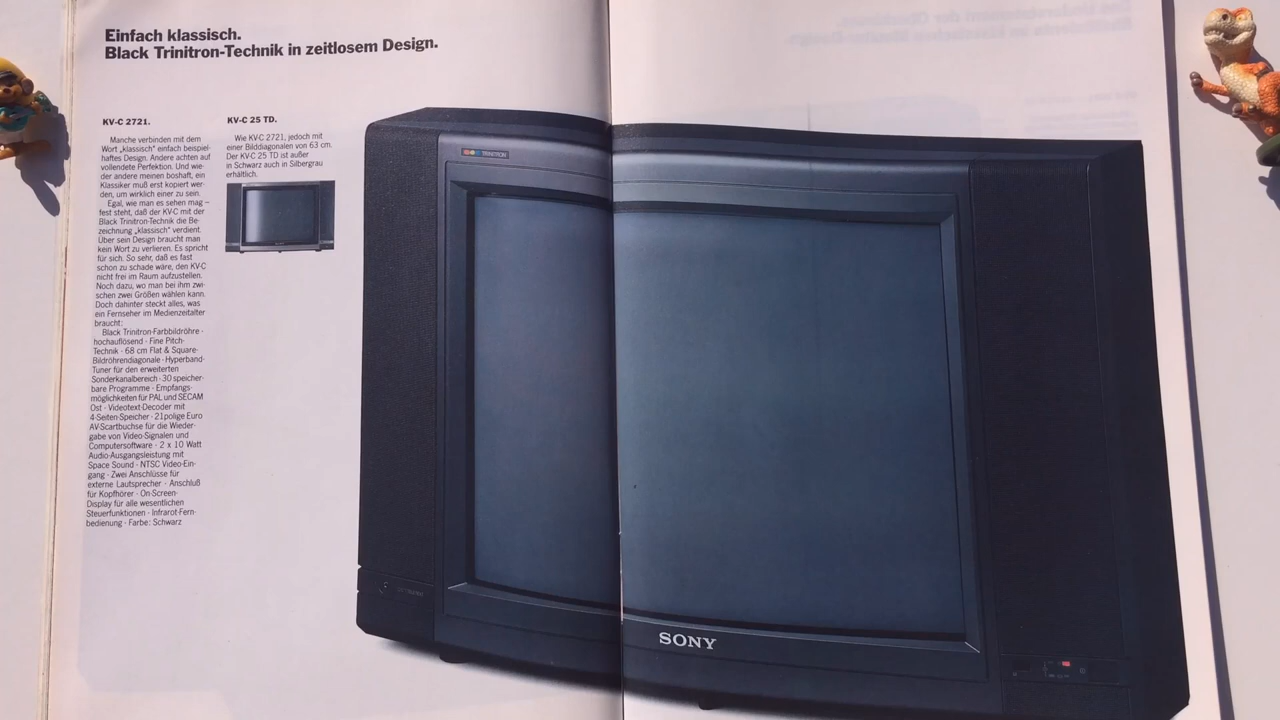 Einfach klassisch.
Black Trinitron-Technik in zeitlosem Design.
KV-C 2721.
Manche verbinden mit dem
Wort „klassisch“ einfach beispiel-
haftes Design. Andere achten auf
vollendete Perfektion. Und wie-
der andere meinen boshaft, ein
Klassiker muß erst kopiert wer-
den, um wirklich einer zu sein.
Egal, wie man es sehen mag –
fest steht, daß der KV-C mit der
Black Trinitron-Technik die Be-
zeichnung „klassisch“ verdient.
Über sein Design braucht man
kein Wort zu verlieren. Es spricht
für sich. So sehr, daß es fast
schon zu schade wäre, den KV-C
nicht frei im Raum aufzustellen.
Noch dazu, wo man bei ihm zwi-
schen zwei Größen wählen kann.
Doch dahinter steckt alles, was
ein Fernseher im Medienzeitalter
braucht:
Black Trinitron-Farbbildröhre ·
hochauflösend · Fine Pitch-
Technik · 68 cm Flat & Square-
Bildröhrendiagonale · Hyperband-
Tuner für den erweiterten
Sonderkanalbereich · 30 speicher-
bare Programme · Empfangs-
möglichkeiten für PAL und SECAM
Ost · Videotext-Decoder mit
4-Seiten-Speicher · 21polige Euro
AV-Scartbuchse für die Wieder-
gabe von Video-Signalen und
Computersoftware · 2 x 10 Watt
Audio-Ausgangsleistung mit
Space Sound · NTSC Video-Ein-
gang · Zwei Anschlüsse für
externe Lautsprecher · Anschluß
für Kopfhörer · On-Screen-
Display für alle wesentlichen
Steuerfunktionen · Infrarot-Fern-
bedienung · Farbe: Schwarz
KV-C 25 TD.
Wie KV-C 2721, jedoch mit
einer Bilddiagonalen von 63 cm.
Der KV-C 25 TD ist außer
in Schwarz auch in Silbergrau
erhältlich.
TRINITRON
SONY